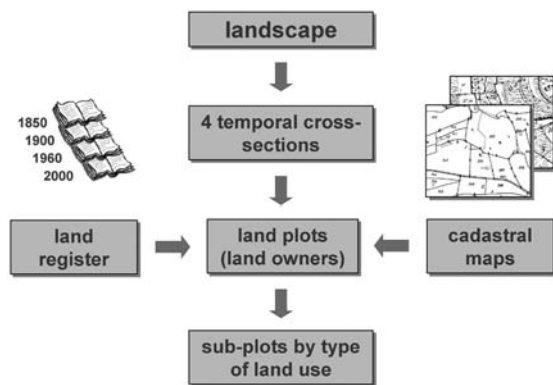 landscape
4 temporal cross-
sections
1850
1900
1960
2000
land
register
land plots
(land owners)
cadastral
maps
sub-plots by type
of land use